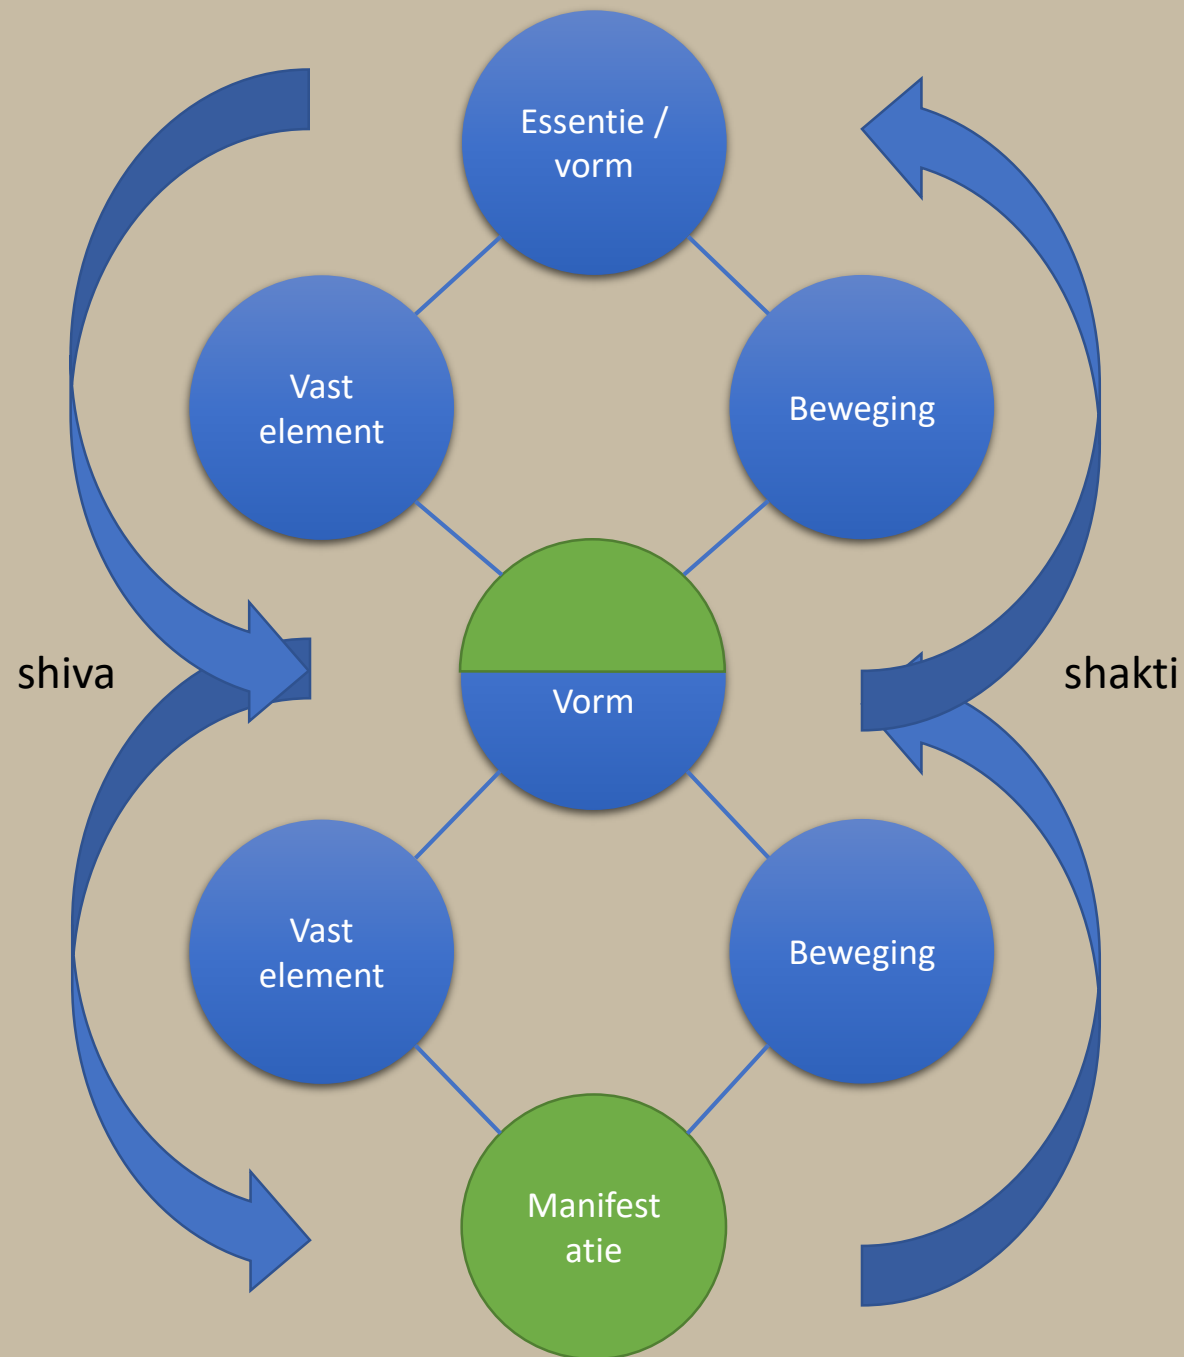 Essentie /
vorm
Vast
element
Beweging
shiva
Vorm
shakti
Vast
element
Beweging
Manifest
atie